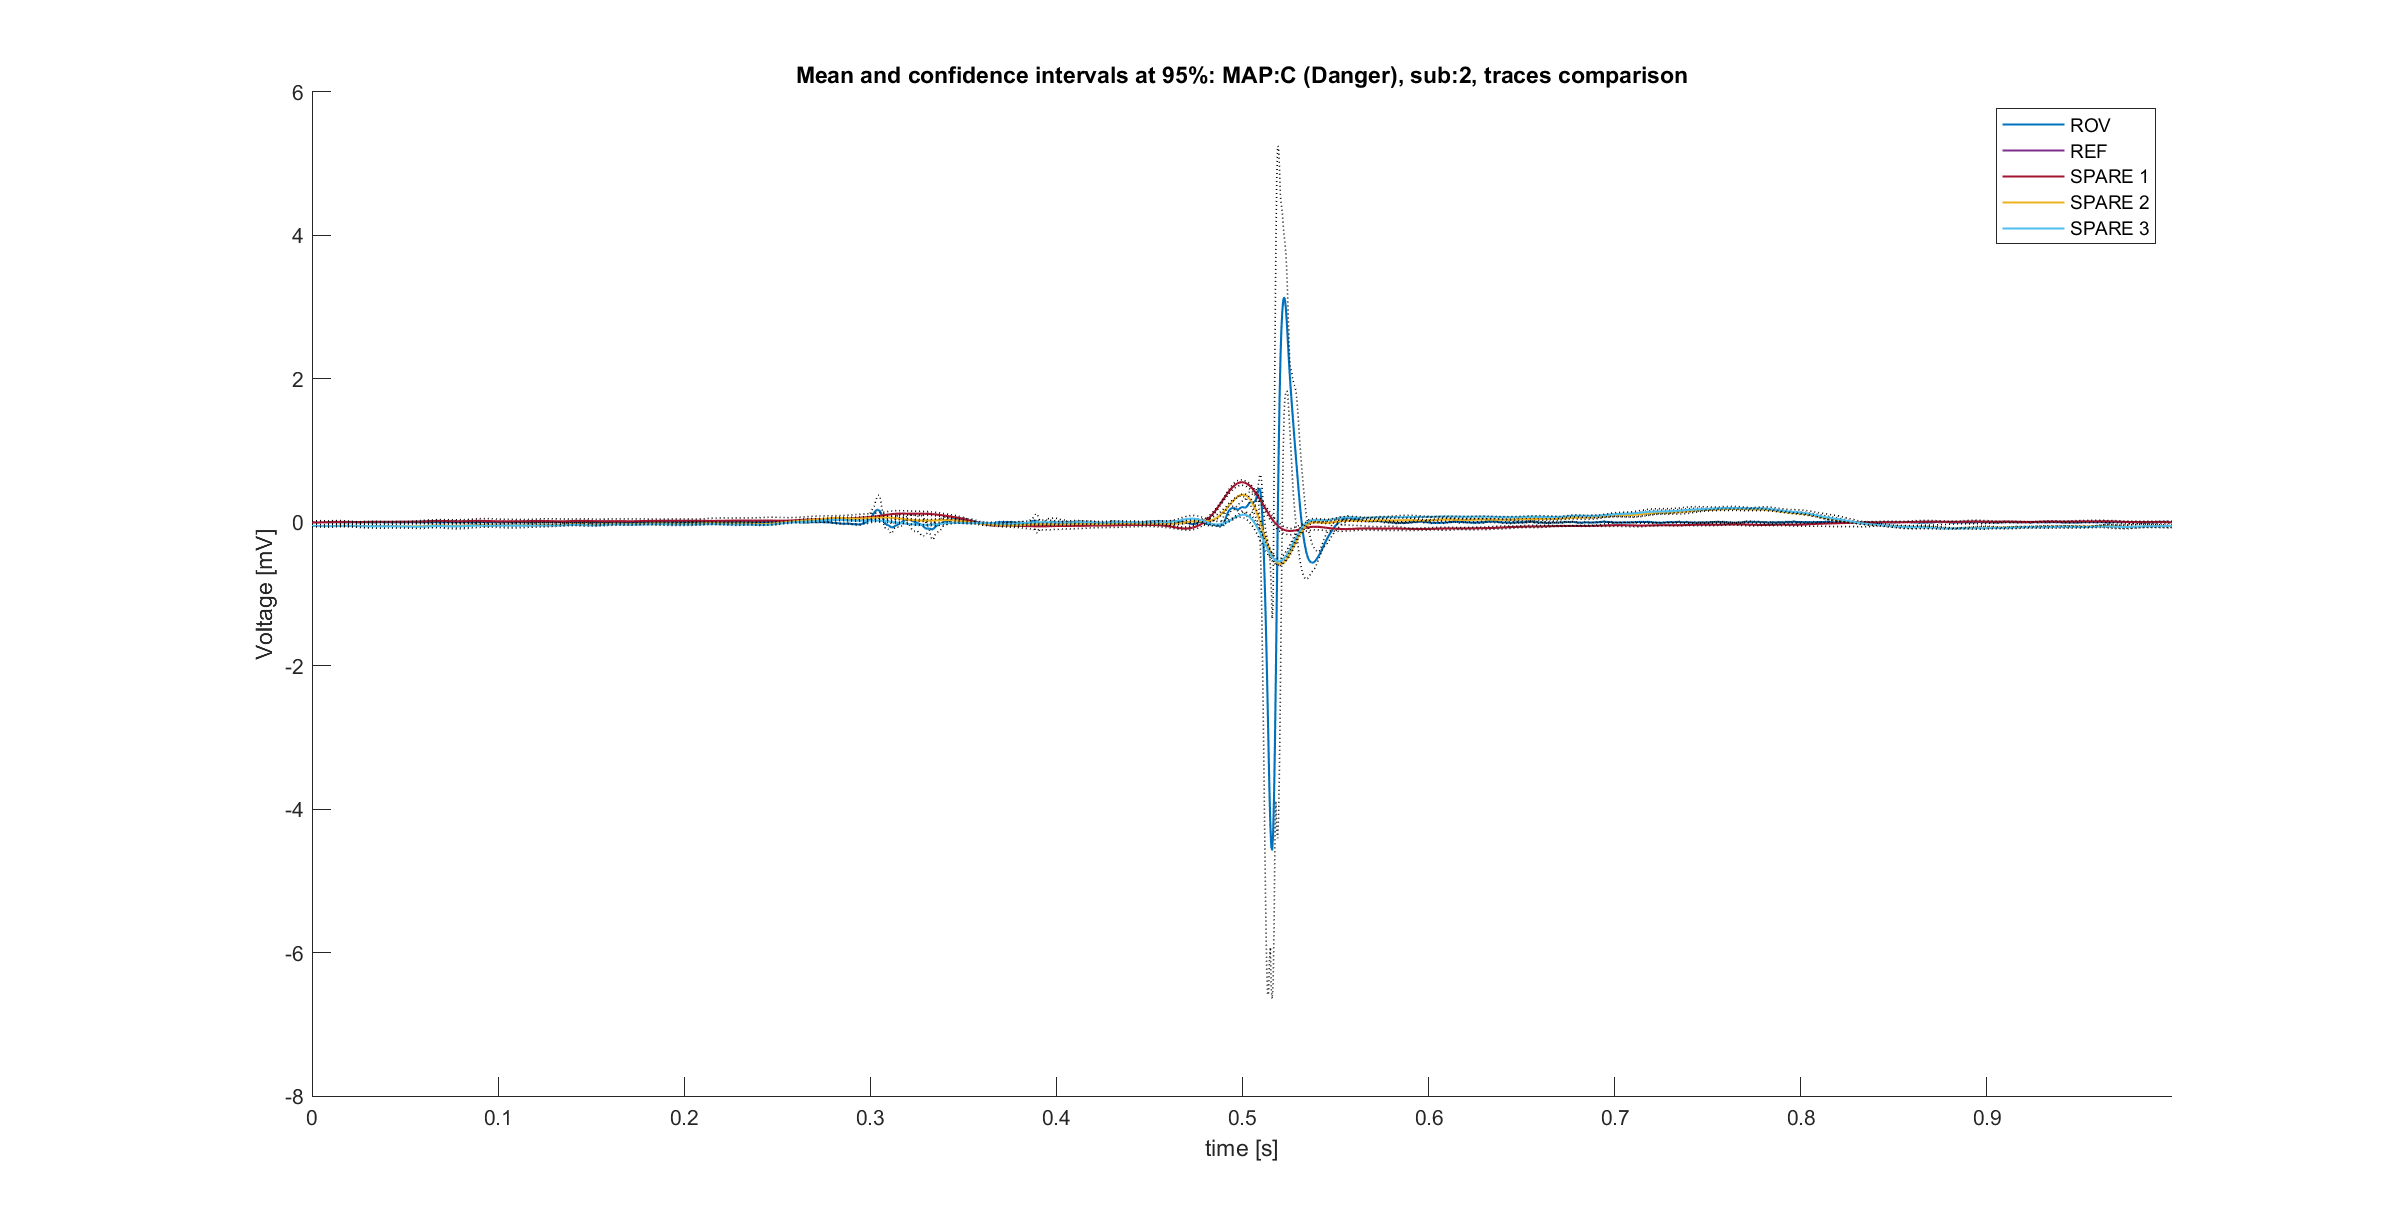 Mean and confidence intervals at 95%: MAP:C (Danger), sub:2, traces comparison
6
4
2
0
-2
-4
-6
-8
Voltage [mV]
ROV
REF
SPARE 1
SPARE 2
SPARE 3
0
0.1
0.2
0.3
0.4
0.5
0.6
0.7
0.8
0.9
time [s]